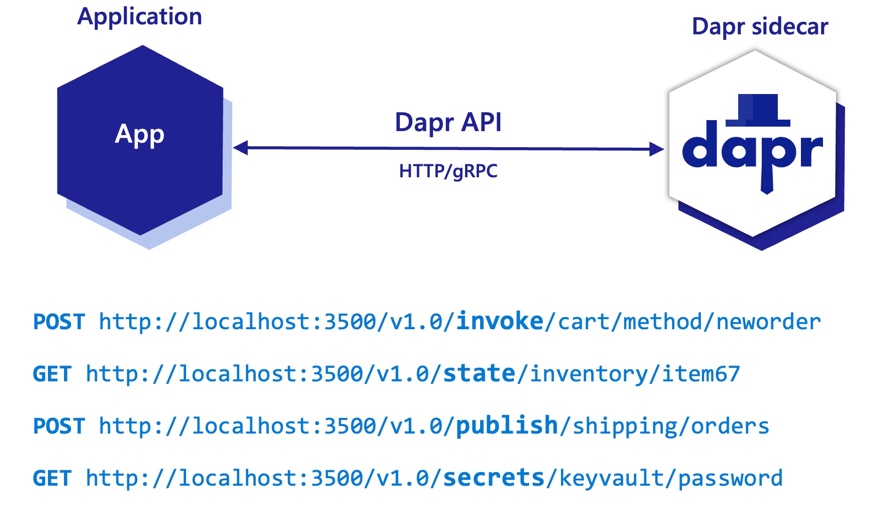 Application
Dapr sidecar
App
Dapr API
HTTP/gRPC
dapr
POST http://localhost:3500/v1.0/invoke/cart/method/neworder
GET http://localhost:3500/v1.0/state/inventory/item67
POST http://localhost:3500/v1.0/publish/shipping/orders
GET http://localhost:3500/v1.0/secrets/keyvault/password